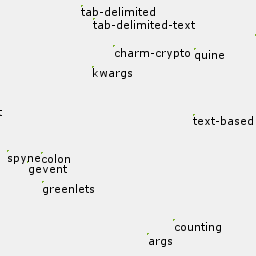 tab-delimited
tab-delimited-text
charm-crypto
quine
kwargs
text-based
spyne
colon
gevent
greenlets
counting
args